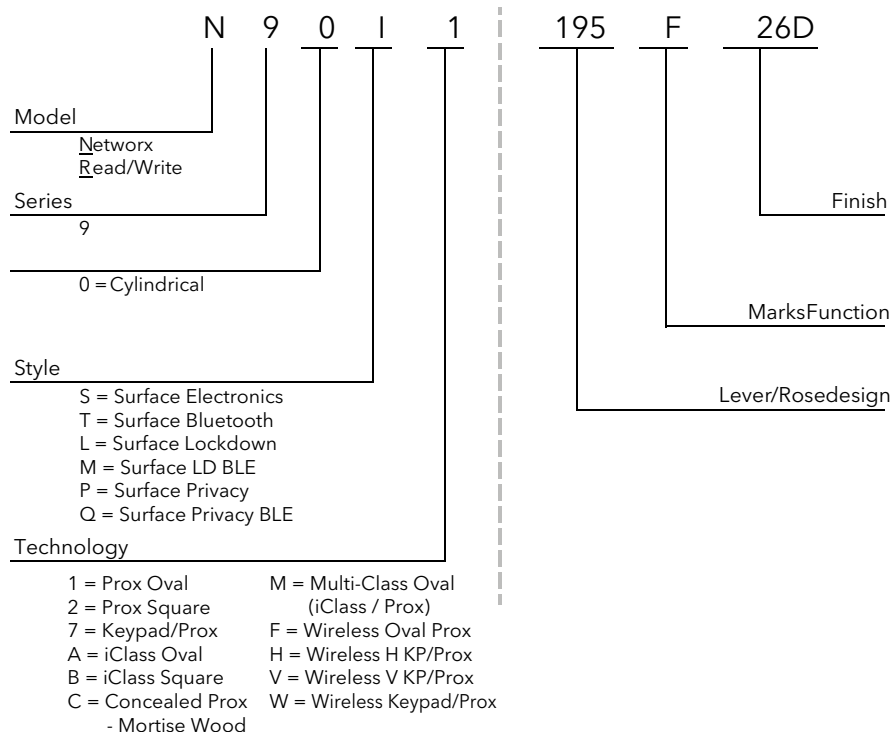 N 9 0 I 1 195 F 26D
Model
Networx
Read/Write
Series
9
Finish
0 = Cylindrical
MarksFunction
Style
Lever/Rosedesign
S = Surface Electronics
T = Surface Bluetooth
L = Surface Lockdown
M = Surface LD BLE
P = Surface Privacy
Q = Surface Privacy BLE
Technology
1 = Prox Oval
2 = Prox Square
7 = Keypad/Prox
A = iClass Oval
B = iClass Square
C = Concealed Prox
- Mortise Wood
M = Multi-Class Oval
(iClass / Prox)
F = Wireless Oval Prox
H = Wireless H KP/Prox
V = Wireless V KP/Prox
W = Wireless Keypad/Prox